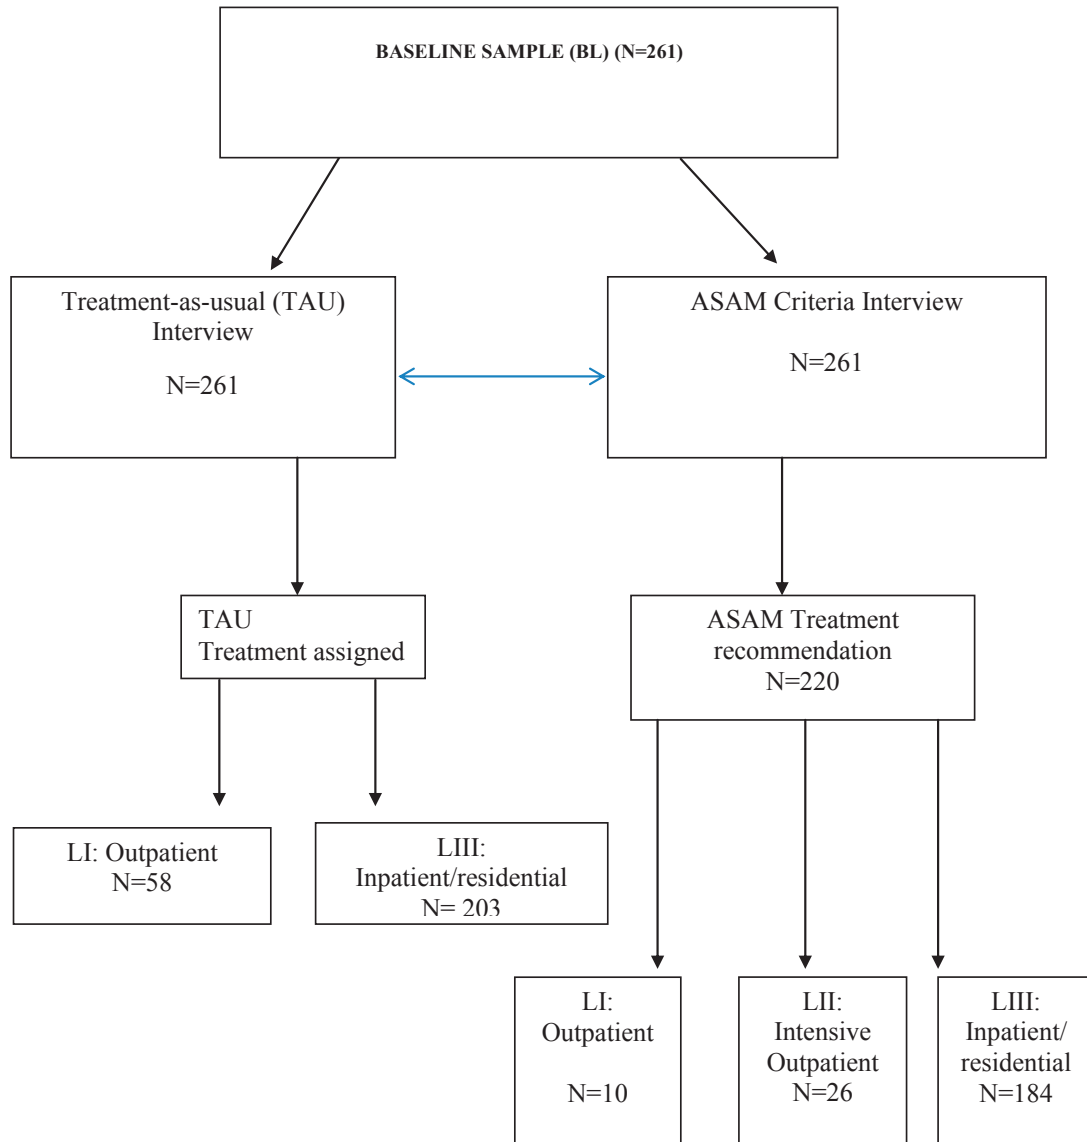 BASELINE SAMPLE (BL) (N=261)
Treatment-as-usual (TAU)
Interview
N=261
ASAM Criteria Interview
N=261
TAU
Treatment assigned
ASAM Treatment
recommendation
N=220
LI: Outpatient
N=58
LIII:
Inpatient/residential
N= 203
LI:
Outpatient
N=10
LII:
Intensive
Outpatient
N=26
LIII:
Inpatient/
residential
N=184